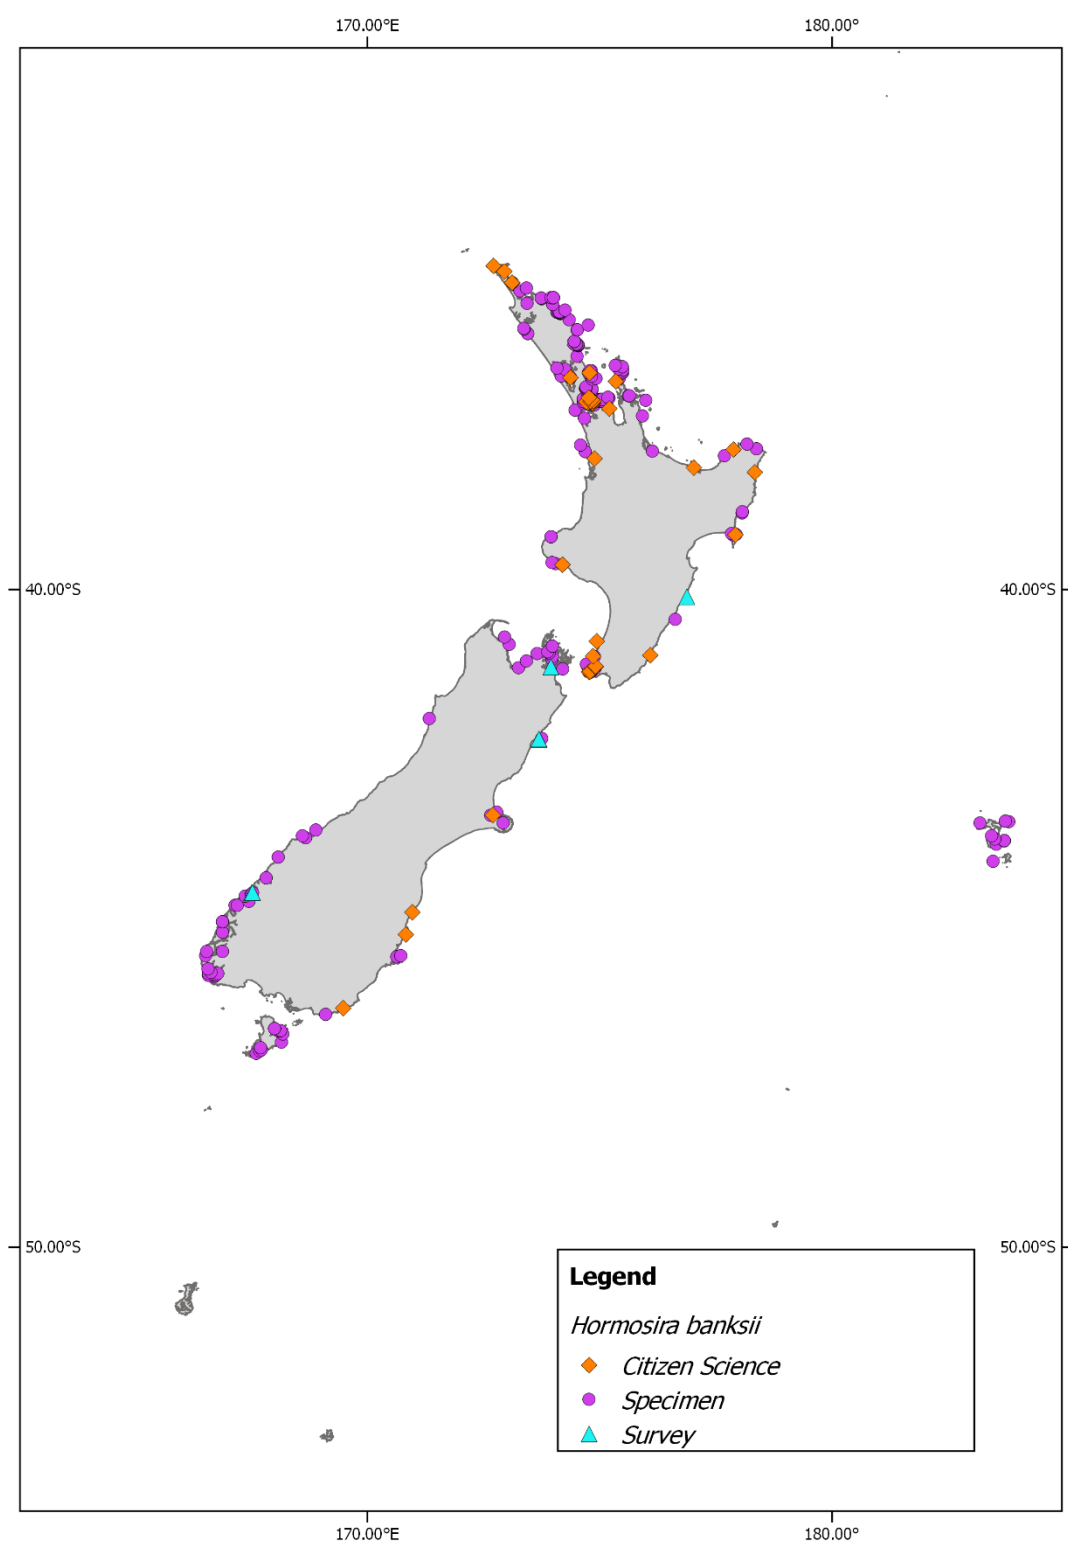 170.00°E 180.00°
40.00°S 40.00°S
50.00°S 50.00°S
Legend
Hormosira banksii
Citizen Science
Specimen
Survey
170.00°E 180.00°